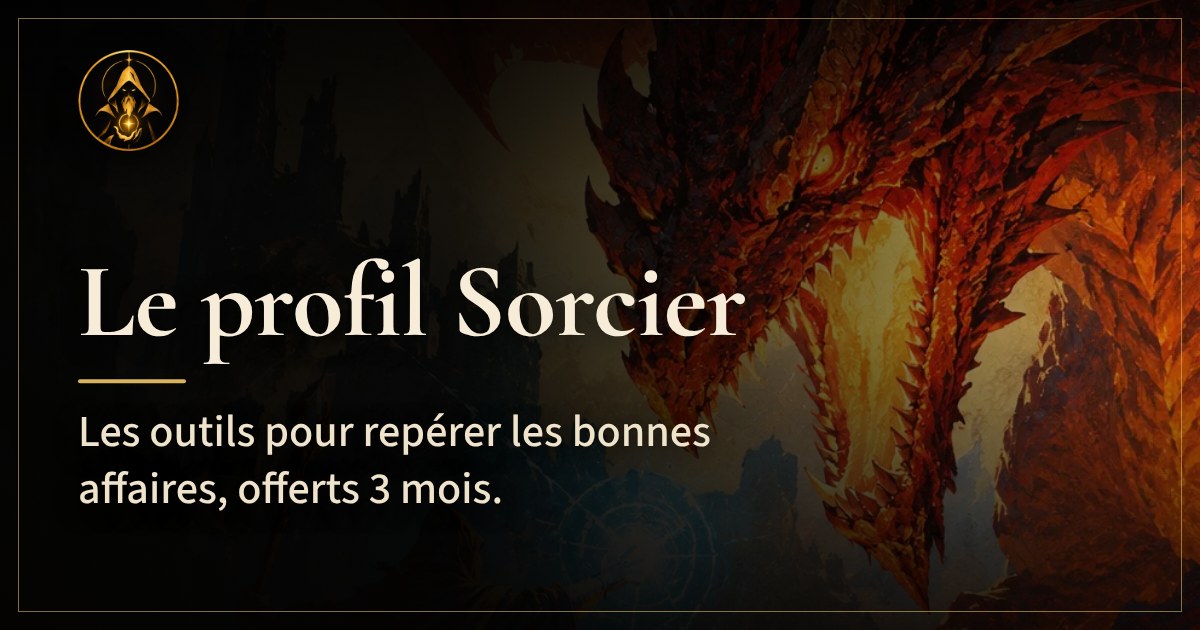 Le profil Sorcier
Les outils pour repérer les bonnes
affaires, offerts 3 mois.